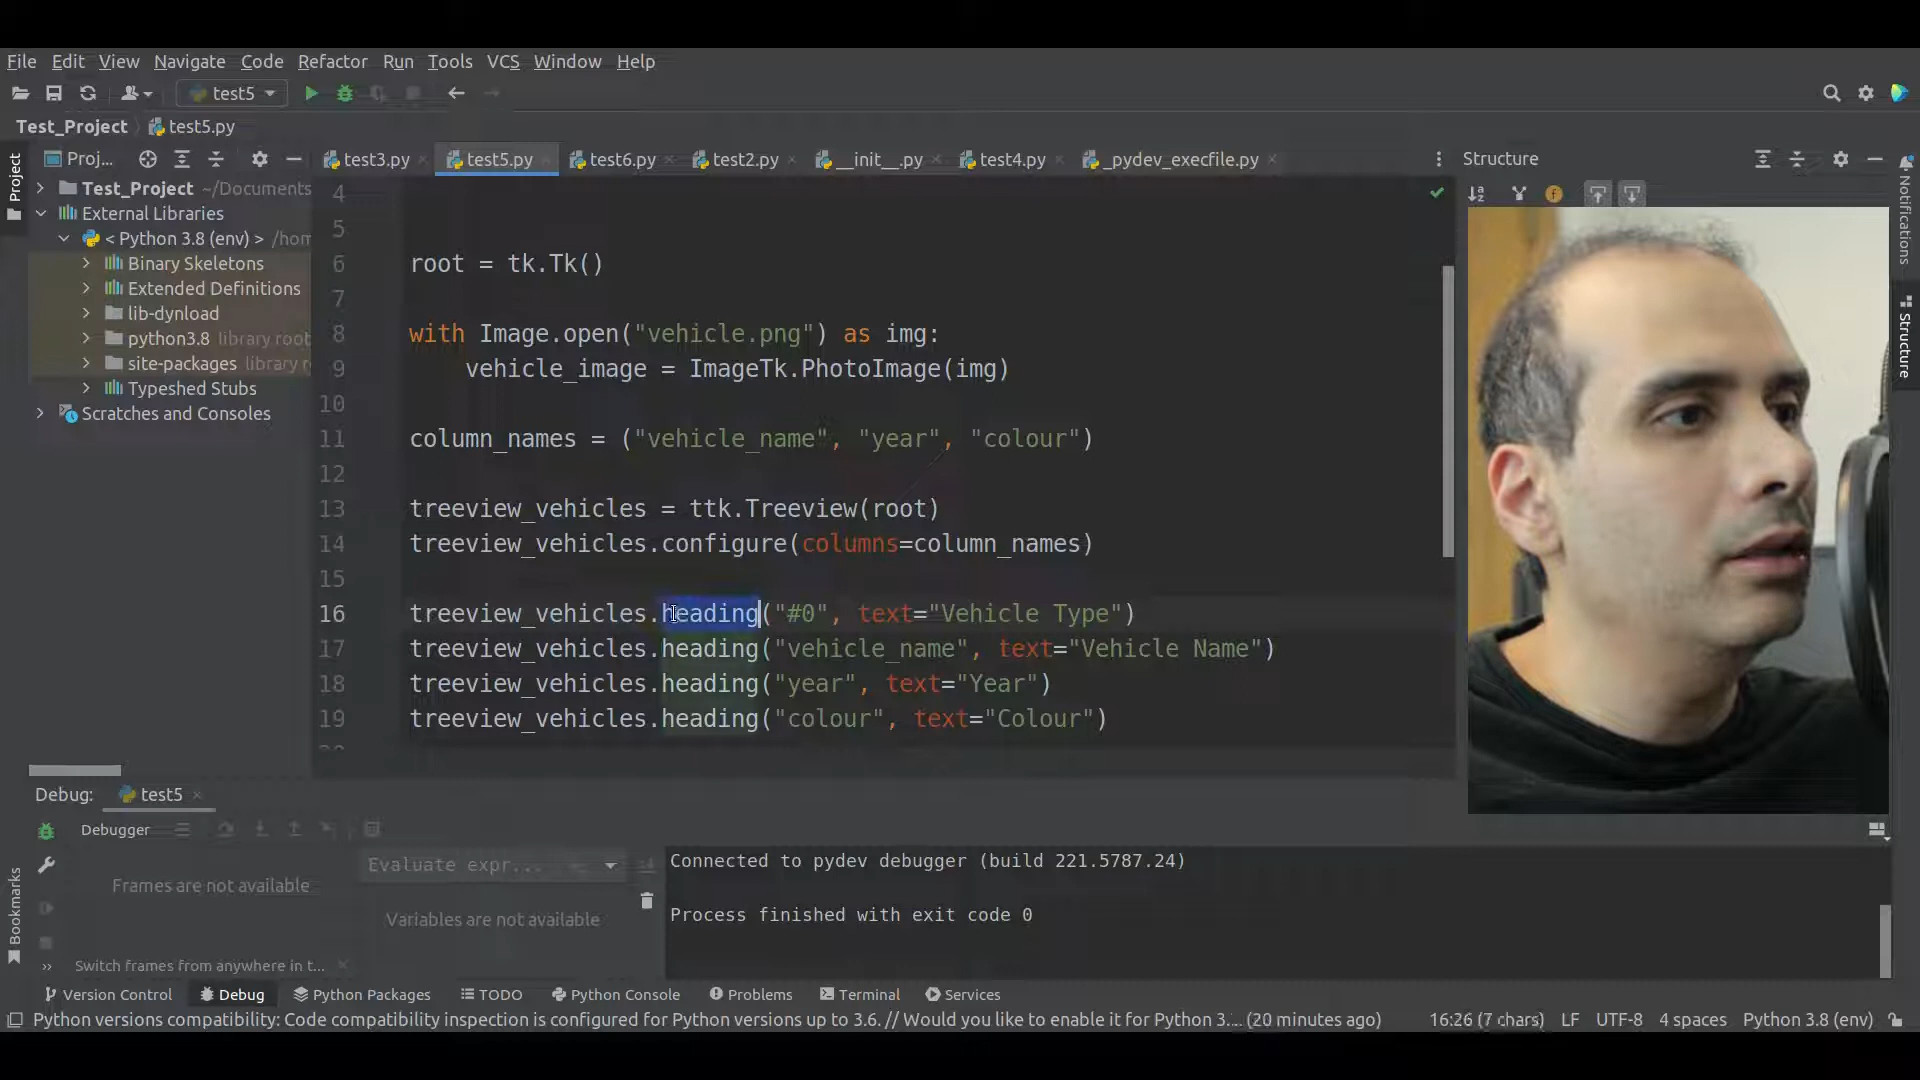 File Edit View Navigate Code Refactor Run Tools VCS Window Help
test5
Test_Project test5.py
Project
Proj...
test3.py test5.py test6.py test2.py __init__.py test4.py _pydev_execfile.py
Structure
Notifications
Structure
Test_Project ~/Documents
External Libraries
< Python 3.8 (env) > /hom
Binary Skeletons
Extended Definitions
lib-dynload
python3.8 library root
site-packages library r
Typeshed Stubs
Scratches and Consoles
4
5
6 root = tk.Tk()
7
8 with Image.open("vehicle.png") as img:
9 vehicle_image = ImageTk.PhotoImage(img)
10
11 column_names = ("vehicle_name", "year", "colour")
12
13 treeview_vehicles = ttk.Treeview(root)
14 treeview_vehicles.configure(columns=column_names)
15
16 treeview_vehicles.heading("#0", text="Vehicle Type")
17 treeview_vehicles.heading("vehicle_name", text="Vehicle Name")
18 treeview_vehicles.heading("year", text="Year")
19 treeview_vehicles.heading("colour", text="Colour")
Debug: test5
Debugger
Evaluate expr...
Frames are not available
Variables are not available
Switch frames from anywhere in t...
Connected to pydev debugger (build 221.5787.24)
Process finished with exit code 0
Bookmarks
Version Control Debug Python Packages TODO Python Console Problems Terminal Services
Python versions compatibility: Code compatibility inspection is configured for Python versions up to 3.6. // Would you like to enable it for Python 3... (20 minutes ago) 16:26 (7 chars) LF UTF-8 4 spaces Python 3.8 (env)